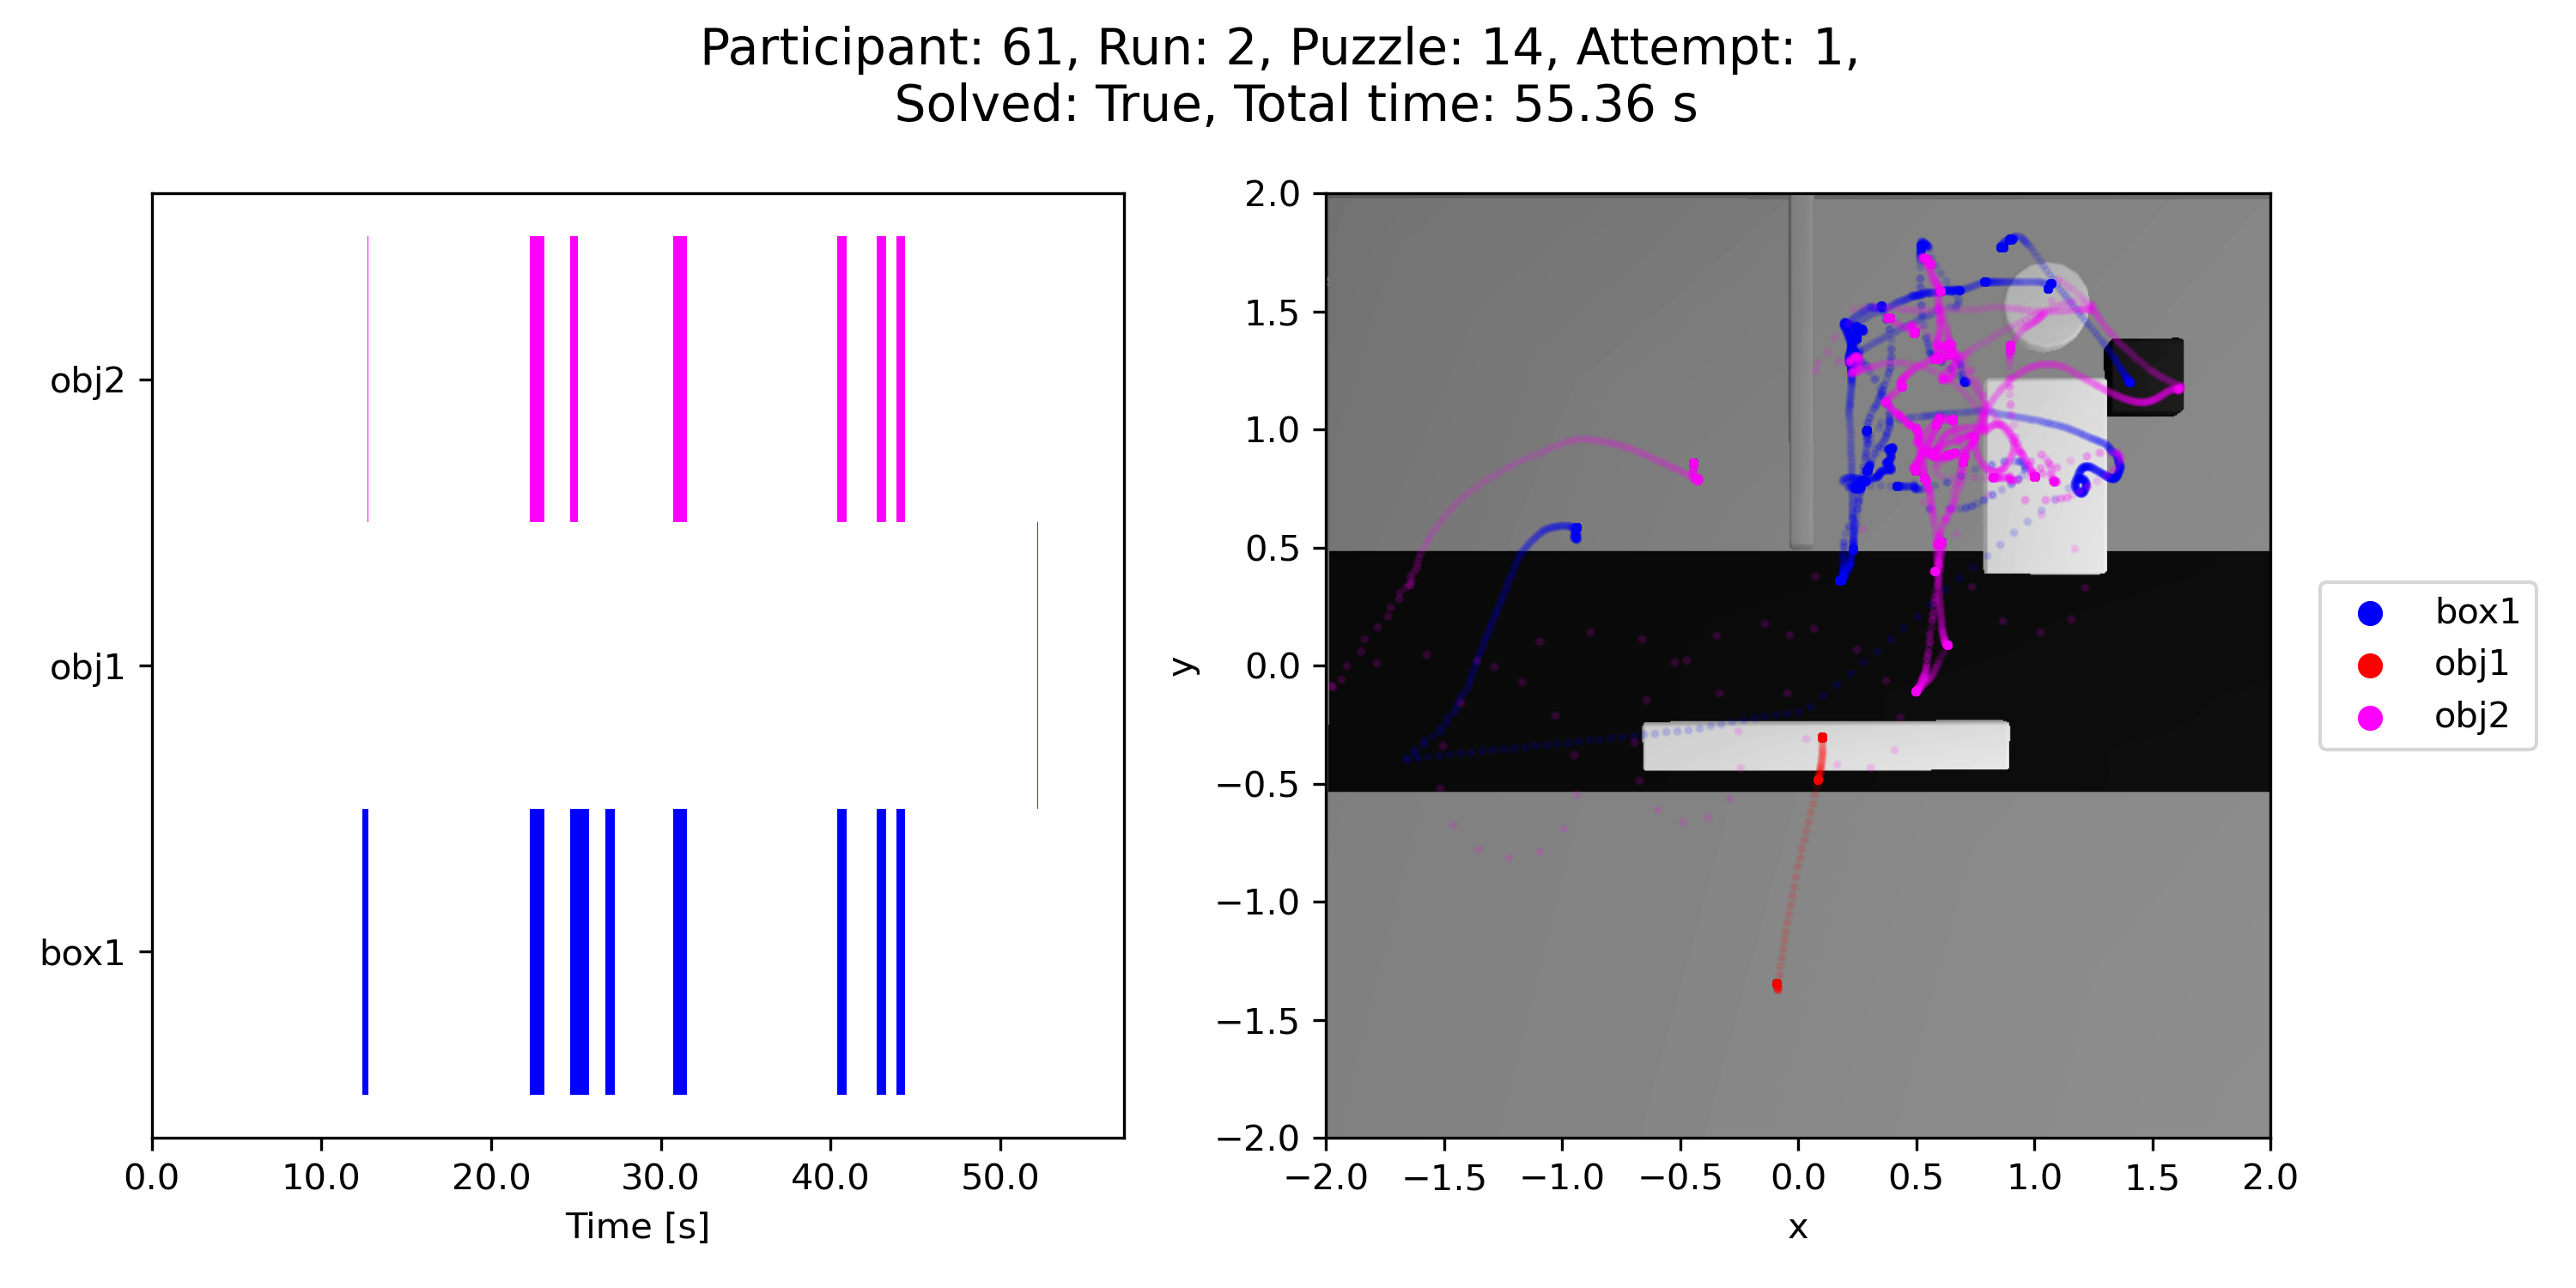 Participant: 61, Run: 2, Puzzle: 14, Attempt: 1,
Solved: True, Total time: 55.36 s
obj2
obj1
box1
0.0 10.0 20.0 30.0 40.0 50.0
Time [s]
2.0
1.5
1.0
0.5
0.0
−0.5
−1.0
−1.5
−2.0
y
−2.0 −1.5 −1.0 −0.5 0.0 0.5 1.0 1.5 2.0
x
box1
obj1
obj2